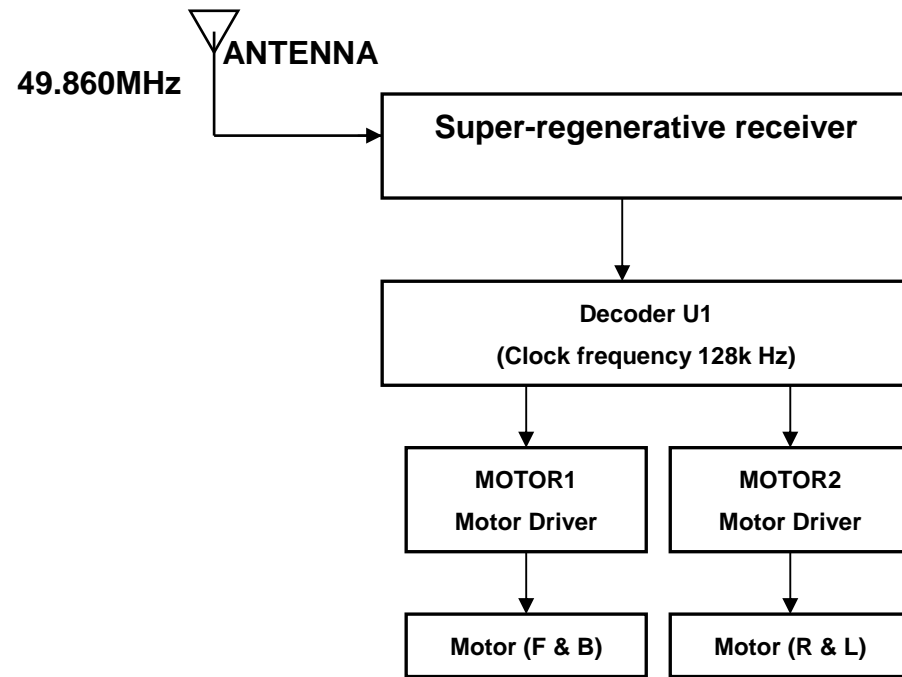 ANTENNA
49.860MHz
Super-regenerative receiver
Decoder U1
(Clock frequency 128k Hz)
MOTOR1
Motor Driver
MOTOR2
Motor Driver
Motor (F & B)
Motor (R & L)